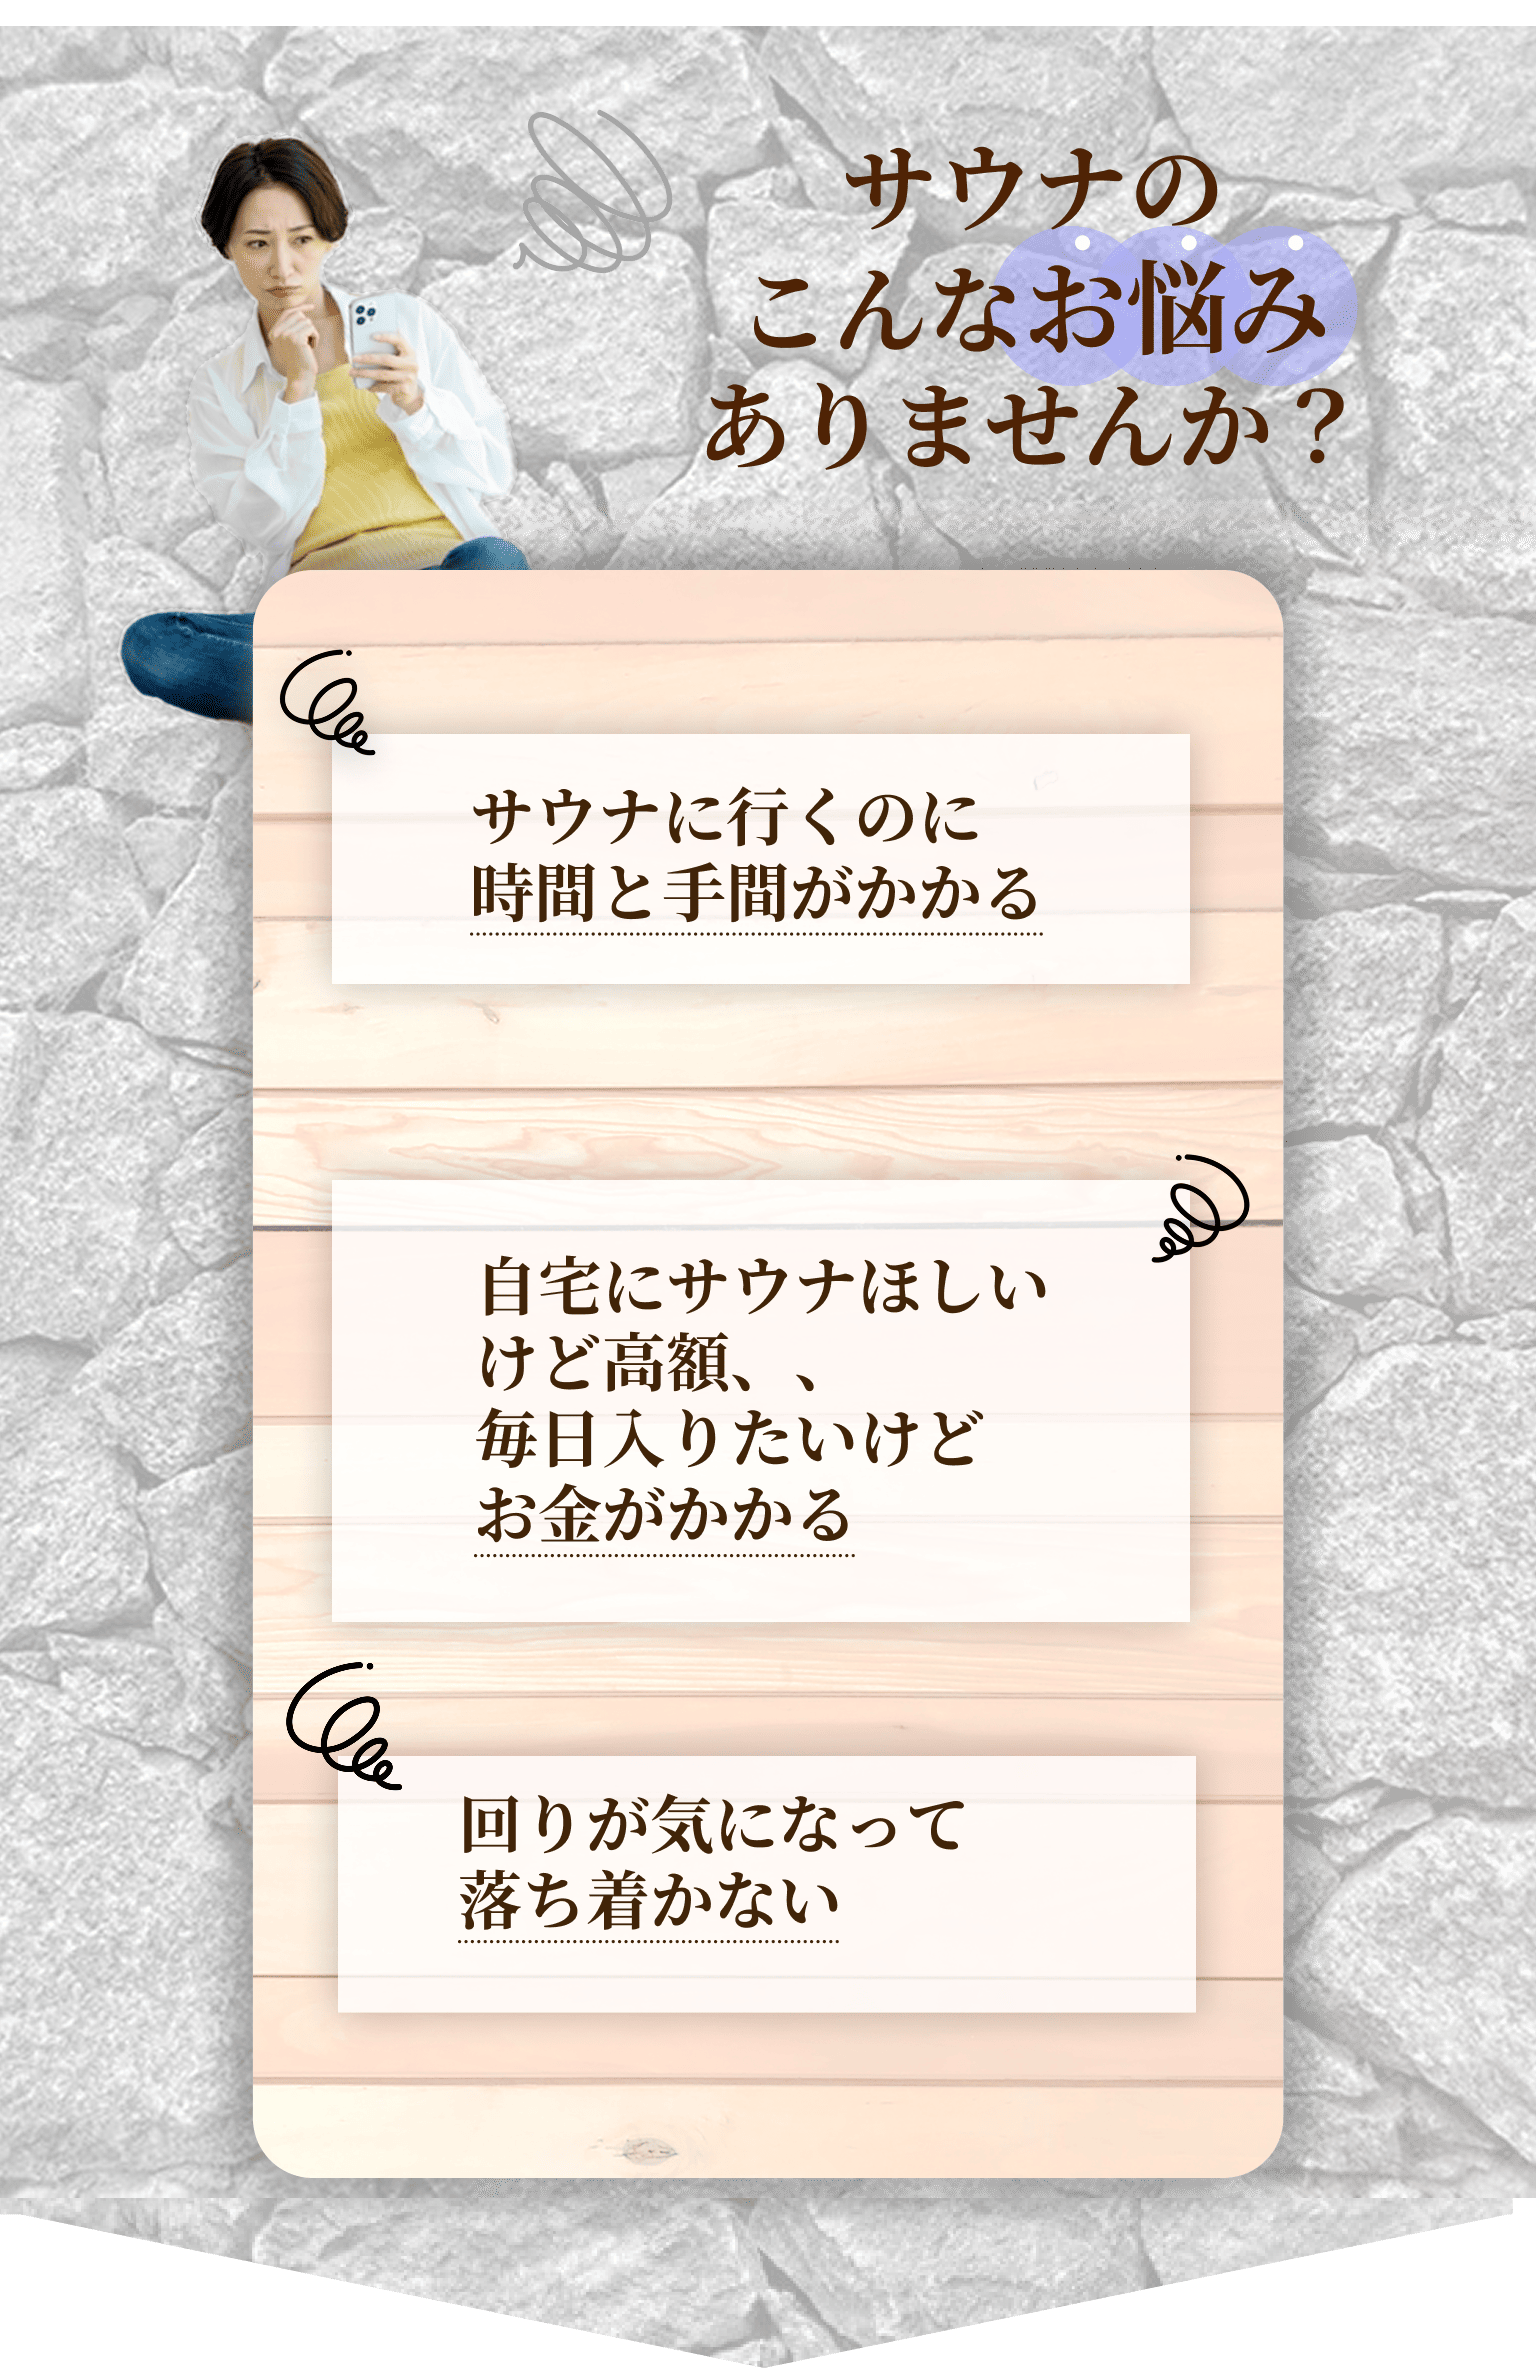 サウナの
こんなお悩み
ありませんか？
サウナに行くのに
時間と手間がかかる
自宅にサウナほしい
けど高額、、
毎日入りたいけど
お金がかかる
回りが気になって
落ち着かない